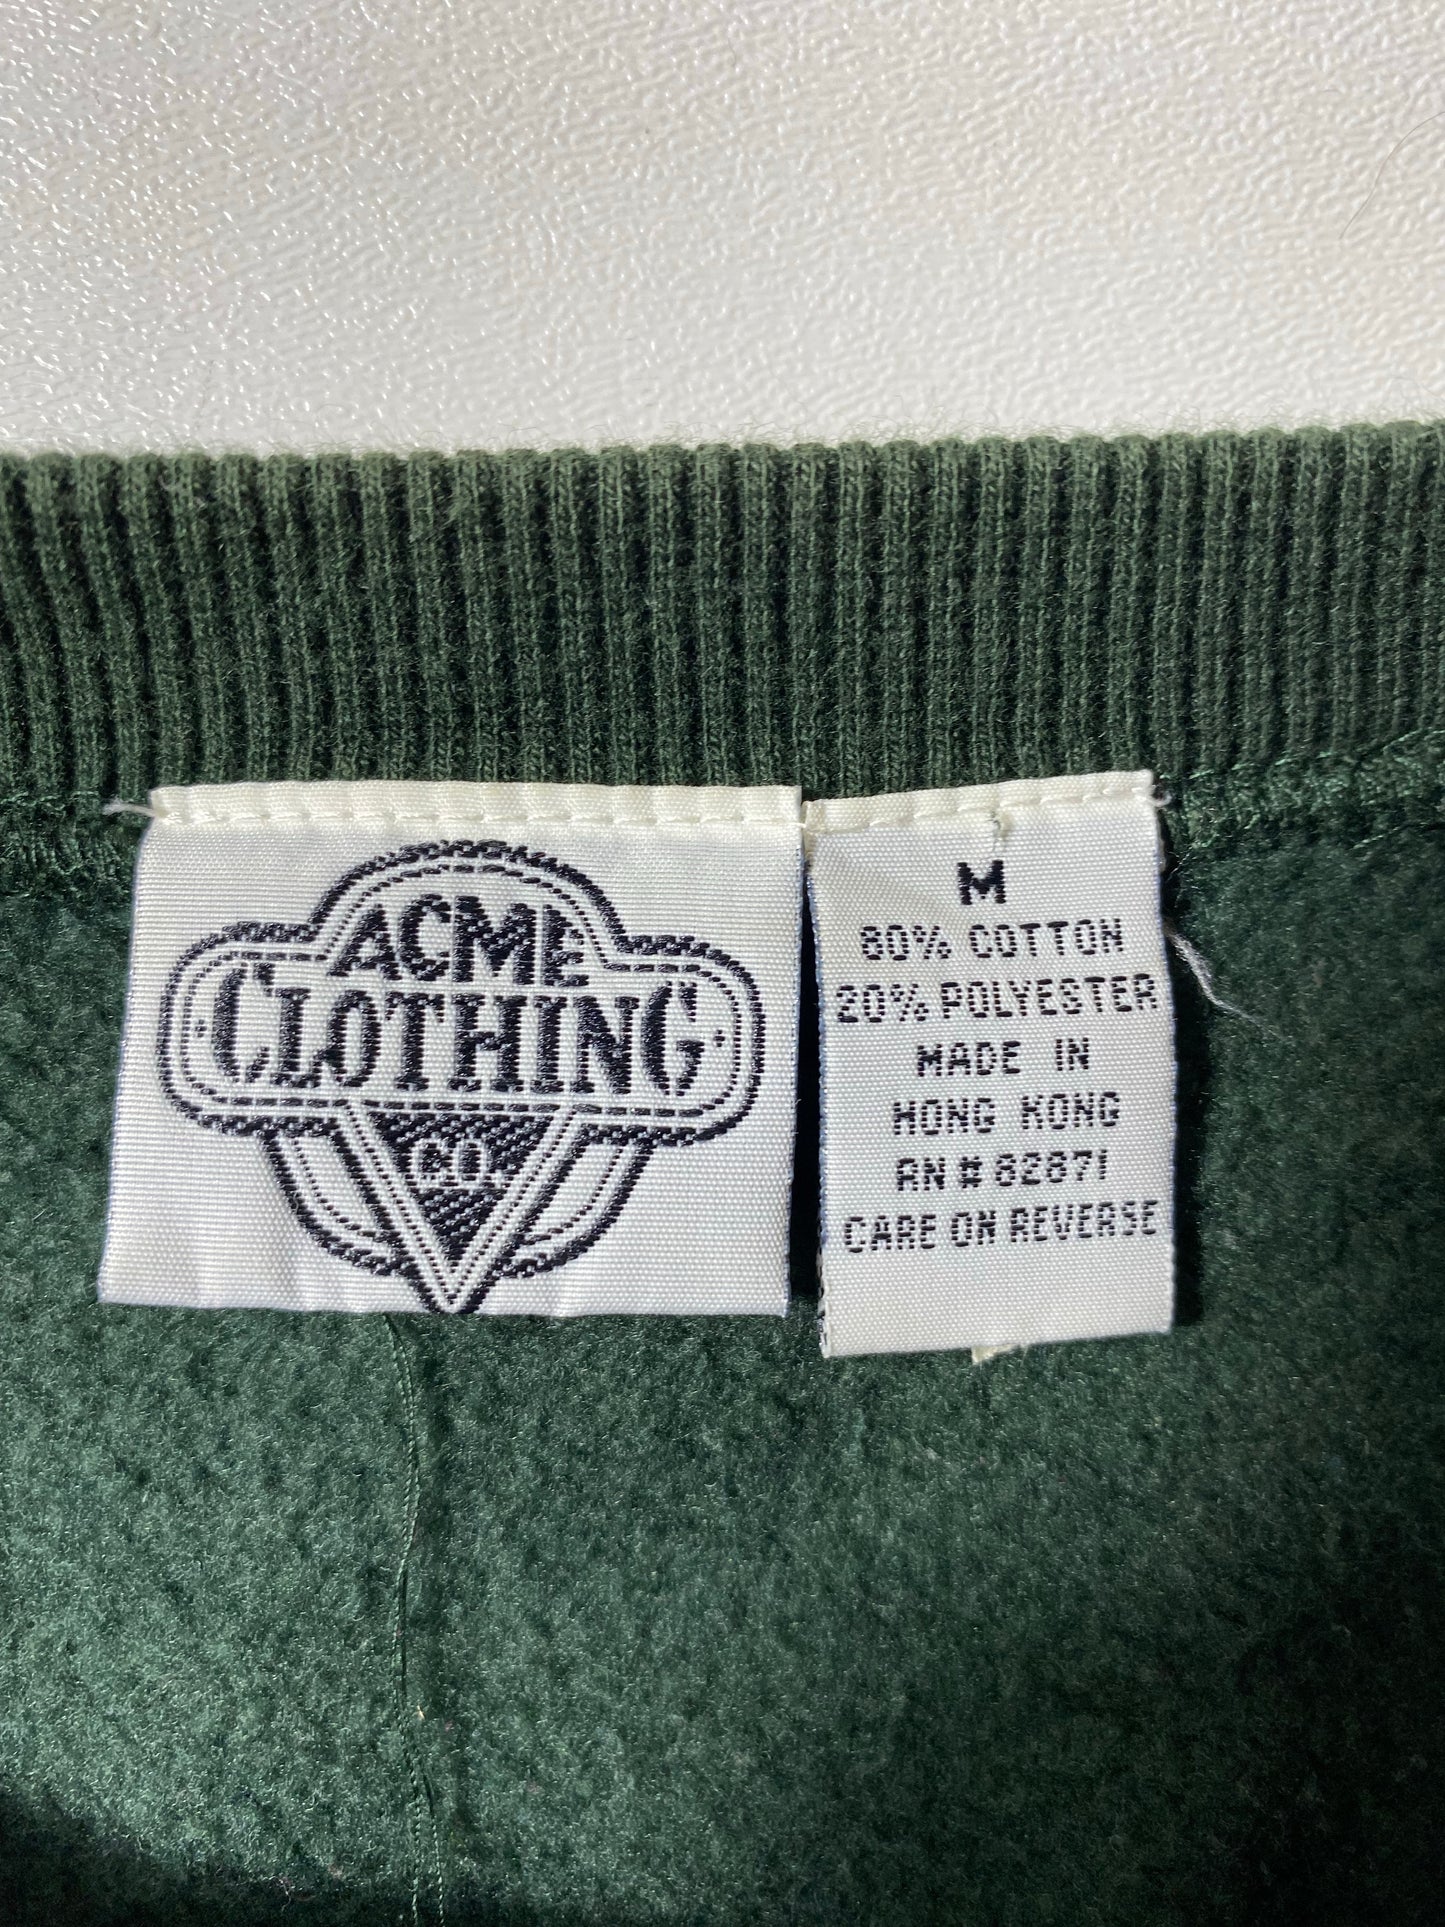 ACME
CLOTHING
CO.
M
80% COTTON
20% POLYESTER
MADE IN
HONG KONG
RN # 82871
CARE ON REVERSE